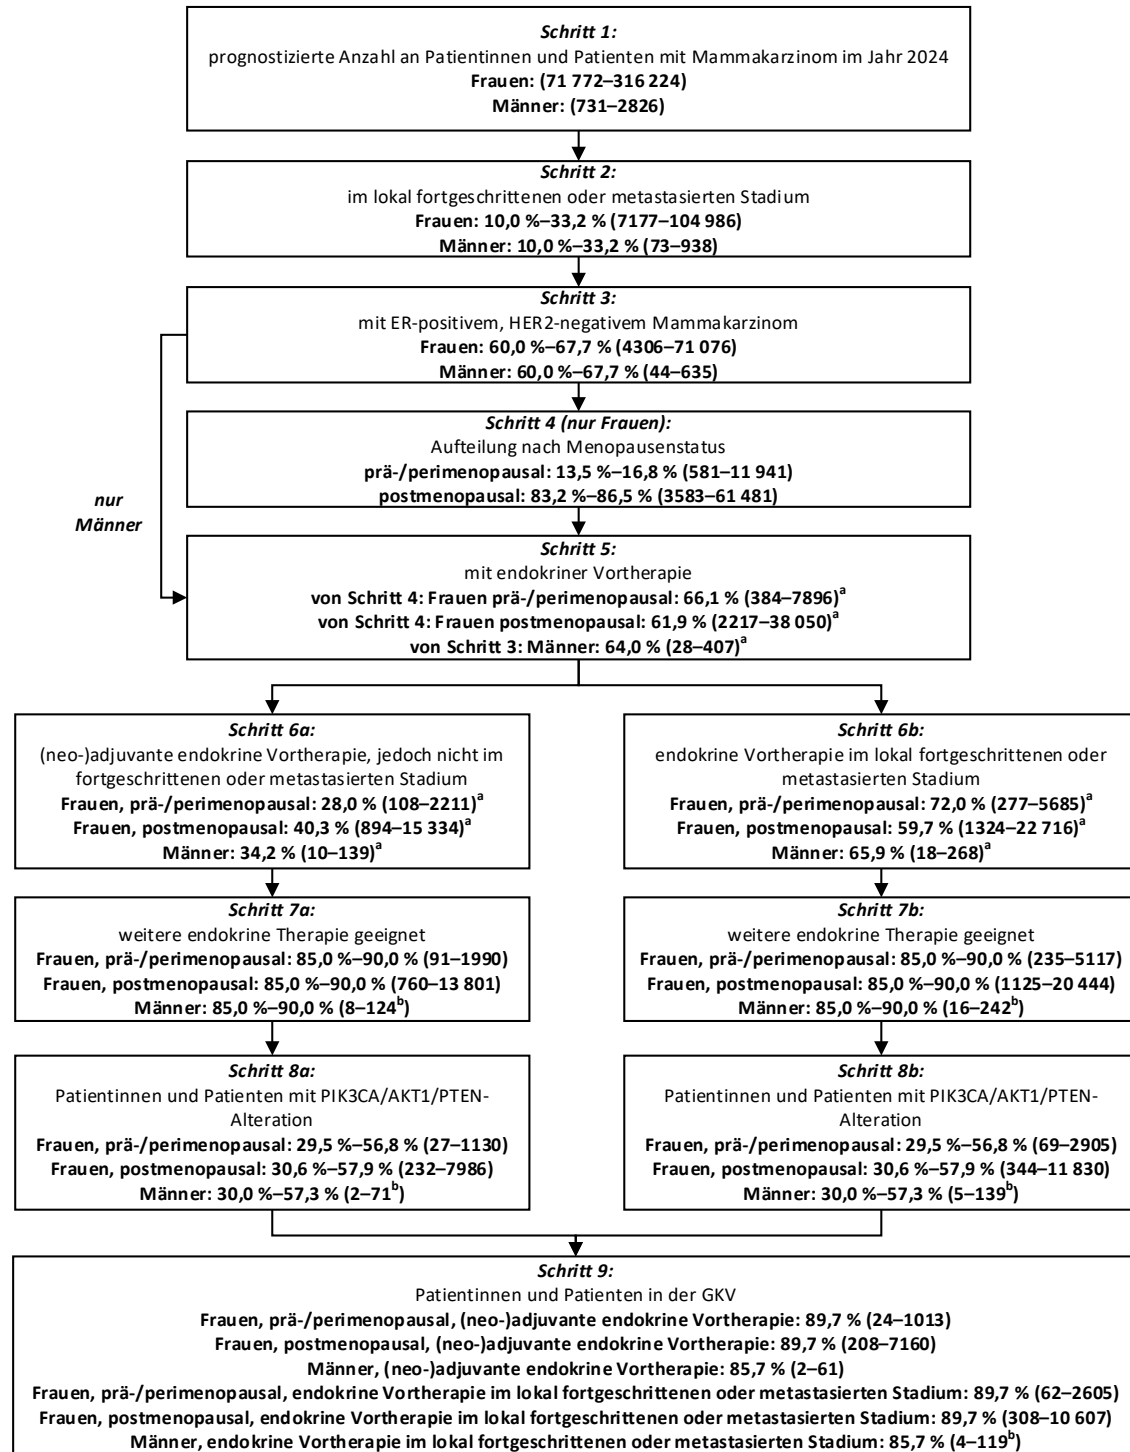 Schritt 1:
prognostizierte Anzahl an Patientinnen und Patienten mit Mammakarzinom im Jahr 2024
Frauen: (71 772–316 224)
Männer: (731–2826)
Schritt 2:
im lokal fortgeschrittenen oder metastasierten Stadium
Frauen: 10,0 %–33,2 % (7177–104 986)
Männer: 10,0 %–33,2 % (73–938)
Schritt 3:
mit ER-positivem, HER2-negativem Mammakarzinom
Frauen: 60,0 %–67,7 % (4306–71 076)
Männer: 60,0 %–67,7 % (44–635)
Schritt 4 (nur Frauen):
Aufteilung nach Menopausenstatus
prä-/perimenopausal: 13,5 %–16,8 % (581–11 941)
postmenopausal: 83,2 %–86,5 % (3583–61 481)
nur
Männer
Schritt 5:
mit endokriner Vortherapie
von Schritt 4: Frauen prä-/perimenopausal: 66,1 % (384–7896)a
von Schritt 4: Frauen postmenopausal: 61,9 % (2217–38 050)a
von Schritt 3: Männer: 64,0 % (28–407)a
Schritt 6a:
(neo-)adjuvante endokrine Vortherapie, jedoch nicht im
fortgeschrittenen oder metastasierten Stadium
Frauen, prä-/perimenopausal: 28,0 % (108–2211)a
Frauen, postmenopausal: 40,3 % (894–15 334)a
Männer: 34,2 % (10–139)a
Schritt 6b:
endokrine Vortherapie im lokal fortgeschrittenen oder
metastasierten Stadium
Frauen, prä-/perimenopausal: 72,0 % (277–5685)a
Frauen, postmenopausal: 59,7 % (1324–22 716)a
Männer: 65,9 % (18–268)a
Schritt 7a:
weitere endokrine Therapie geeignet
Frauen, prä-/perimenopausal: 85,0 %–90,0 % (91–1990)
Frauen, postmenopausal: 85,0 %–90,0 % (760–13 801)
Männer: 85,0 %–90,0 % (8–124b)
Schritt 7b:
weitere endokrine Therapie geeignet
Frauen, prä-/perimenopausal: 85,0 %–90,0 % (235–5117)
Frauen, postmenopausal: 85,0 %–90,0 % (1125–20 444)
Männer: 85,0 %–90,0 % (16–242b)
Schritt 8a:
Patientinnen und Patienten mit PIK3CA/AKT1/PTEN-
Alteration
Frauen, prä-/perimenopausal: 29,5 %–56,8 % (27–1130)
Frauen, postmenopausal: 30,6 %–57,9 % (232–7986)
Männer: 30,0 %–57,3 % (2–71b)
Schritt 8b:
Patientinnen und Patienten mit PIK3CA/AKT1/PTEN-
Alteration
Frauen, prä-/perimenopausal: 29,5 %–56,8 % (69–2905)
Frauen, postmenopausal: 30,6 %–57,9 % (344–11 830)
Männer: 30,0 %–57,3 % (5–139b)
Schritt 9:
Patientinnen und Patienten in der GKV
Frauen, prä-/perimenopausal, (neo-)adjuvante endokrine Vortherapie: 89,7 % (24–1013)
Frauen, postmenopausal, (neo-)adjuvante endokrine Vortherapie: 89,7 % (208–7160)
Männer, (neo-)adjuvante endokrine Vortherapie: 85,7 % (2–61)
Frauen, prä-/perimenopausal, endokrine Vortherapie im lokal fortgeschrittenen oder metastasierten Stadium: 89,7 % (62–2605)
Frauen, postmenopausal, endokrine Vortherapie im lokal fortgeschrittenen oder metastasierten Stadium: 89,7 % (308–10 607)
Männer, endokrine Vortherapie im lokal fortgeschrittenen oder metastasierten Stadium: 85,7 % (4–119b)